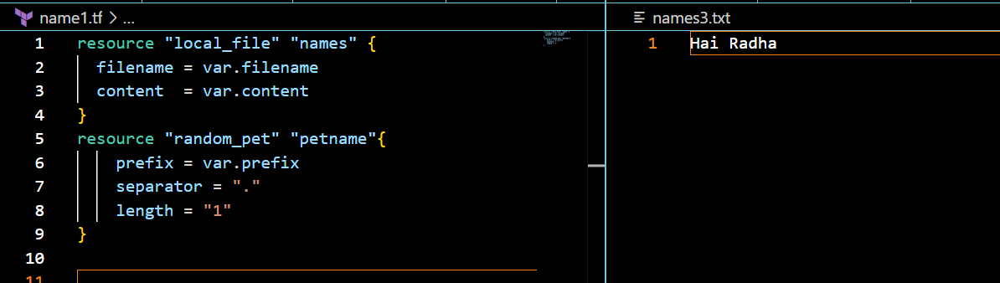 name1.tf > ...
1 resource "local_file" "names" {
2 filename = var.filename
3 content  = var.content
4 }
5 resource "random_pet" "petname"{
6 prefix = var.prefix
7 separator = "."
8 length = "1"
9 }
10
11
names3.txt
1 Hai Radha